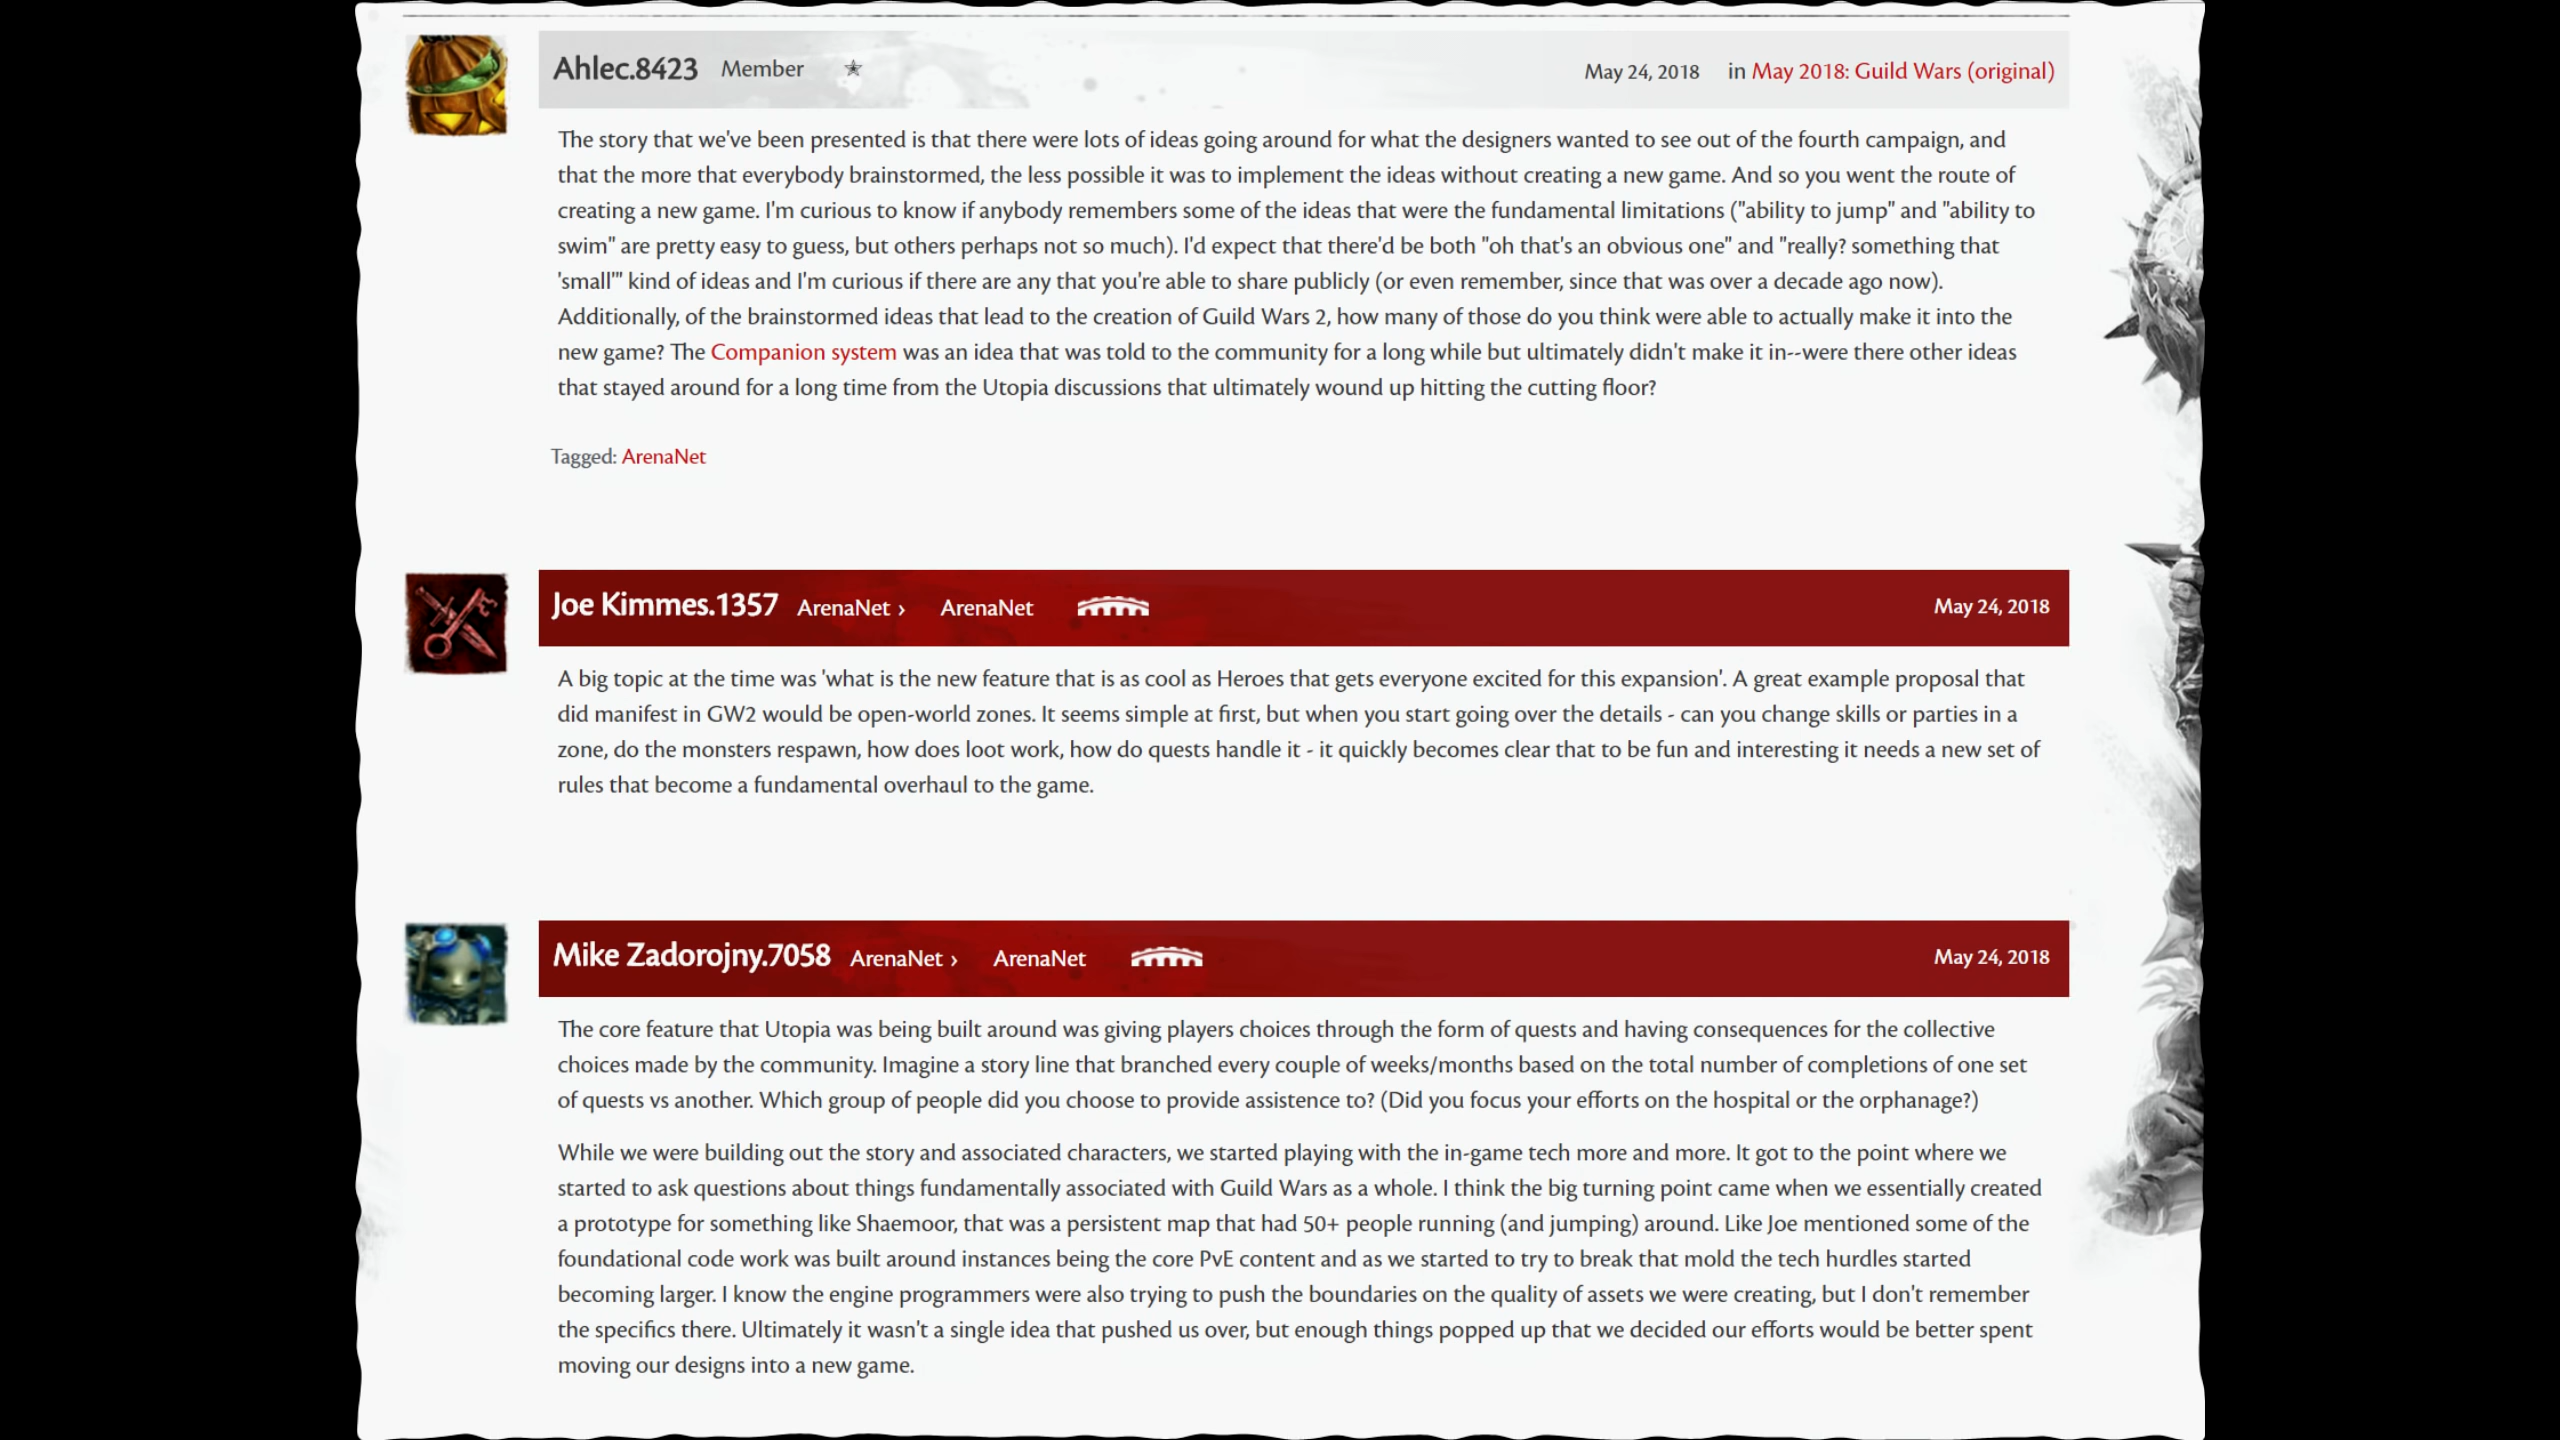 Ahlec.8423 Member May 24, 2018 in May 2018: Guild Wars (original)
The story that we've been presented is that there were lots of ideas going around for what the designers wanted to see out of the fourth campaign, and
that the more that everybody brainstormed, the less possible it was to implement the ideas without creating a new game. And so you went the route of
creating a new game. I'm curious to know if anybody remembers some of the ideas that were the fundamental limitations ("ability to jump" and "ability to
swim" are pretty easy to guess, but others perhaps not so much). I'd expect that there'd be both "oh that's an obvious one" and "really? something that
'small'" kind of ideas and I'm curious if there are any that you're able to share publicly (or even remember, since that was over a decade ago now).
Additionally, of the brainstormed ideas that lead to the creation of Guild Wars 2, how many of those do you think were able to actually make it into the
new game? The Companion system was an idea that was told to the community for a long while but ultimately didn't make it in--were there other ideas
that stayed around for a long time from the Utopia discussions that ultimately wound up hitting the cutting floor?
Tagged: ArenaNet
Joe Kimmes.1357 ArenaNet › ArenaNet May 24, 2018
A big topic at the time was 'what is the new feature that is as cool as Heroes that gets everyone excited for this expansion'. A great example proposal that
did manifest in GW2 would be open-world zones. It seems simple at first, but when you start going over the details - can you change skills or parties in a
zone, do the monsters respawn, how does loot work, how do quests handle it - it quickly becomes clear that to be fun and interesting it needs a new set of
rules that become a fundamental overhaul to the game.
Mike Zadorojny.7058 ArenaNet › ArenaNet May 24, 2018
The core feature that Utopia was being built around was giving players choices through the form of quests and having consequences for the collective
choices made by the community. Imagine a story line that branched every couple of weeks/months based on the total number of completions of one set
of quests vs another. Which group of people did you choose to provide assistence to? (Did you focus your efforts on the hospital or the orphanage?)
While we were building out the story and associated characters, we started playing with the in-game tech more and more. It got to the point where we
started to ask questions about things fundamentally associated with Guild Wars as a whole. I think the big turning point came when we essentially created
a prototype for something like Shaemoor, that was a persistent map that had 50+ people running (and jumping) around. Like Joe mentioned some of the
foundational code work was built around instances being the core PvE content and as we started to try to break that mold the tech hurdles started
becoming larger. I know the engine programmers were also trying to push the boundaries on the quality of assets we were creating, but I don't remember
the specifics there. Ultimately it wasn't a single idea that pushed us over, but enough things popped up that we decided our efforts would be better spent
moving our designs into a new game.